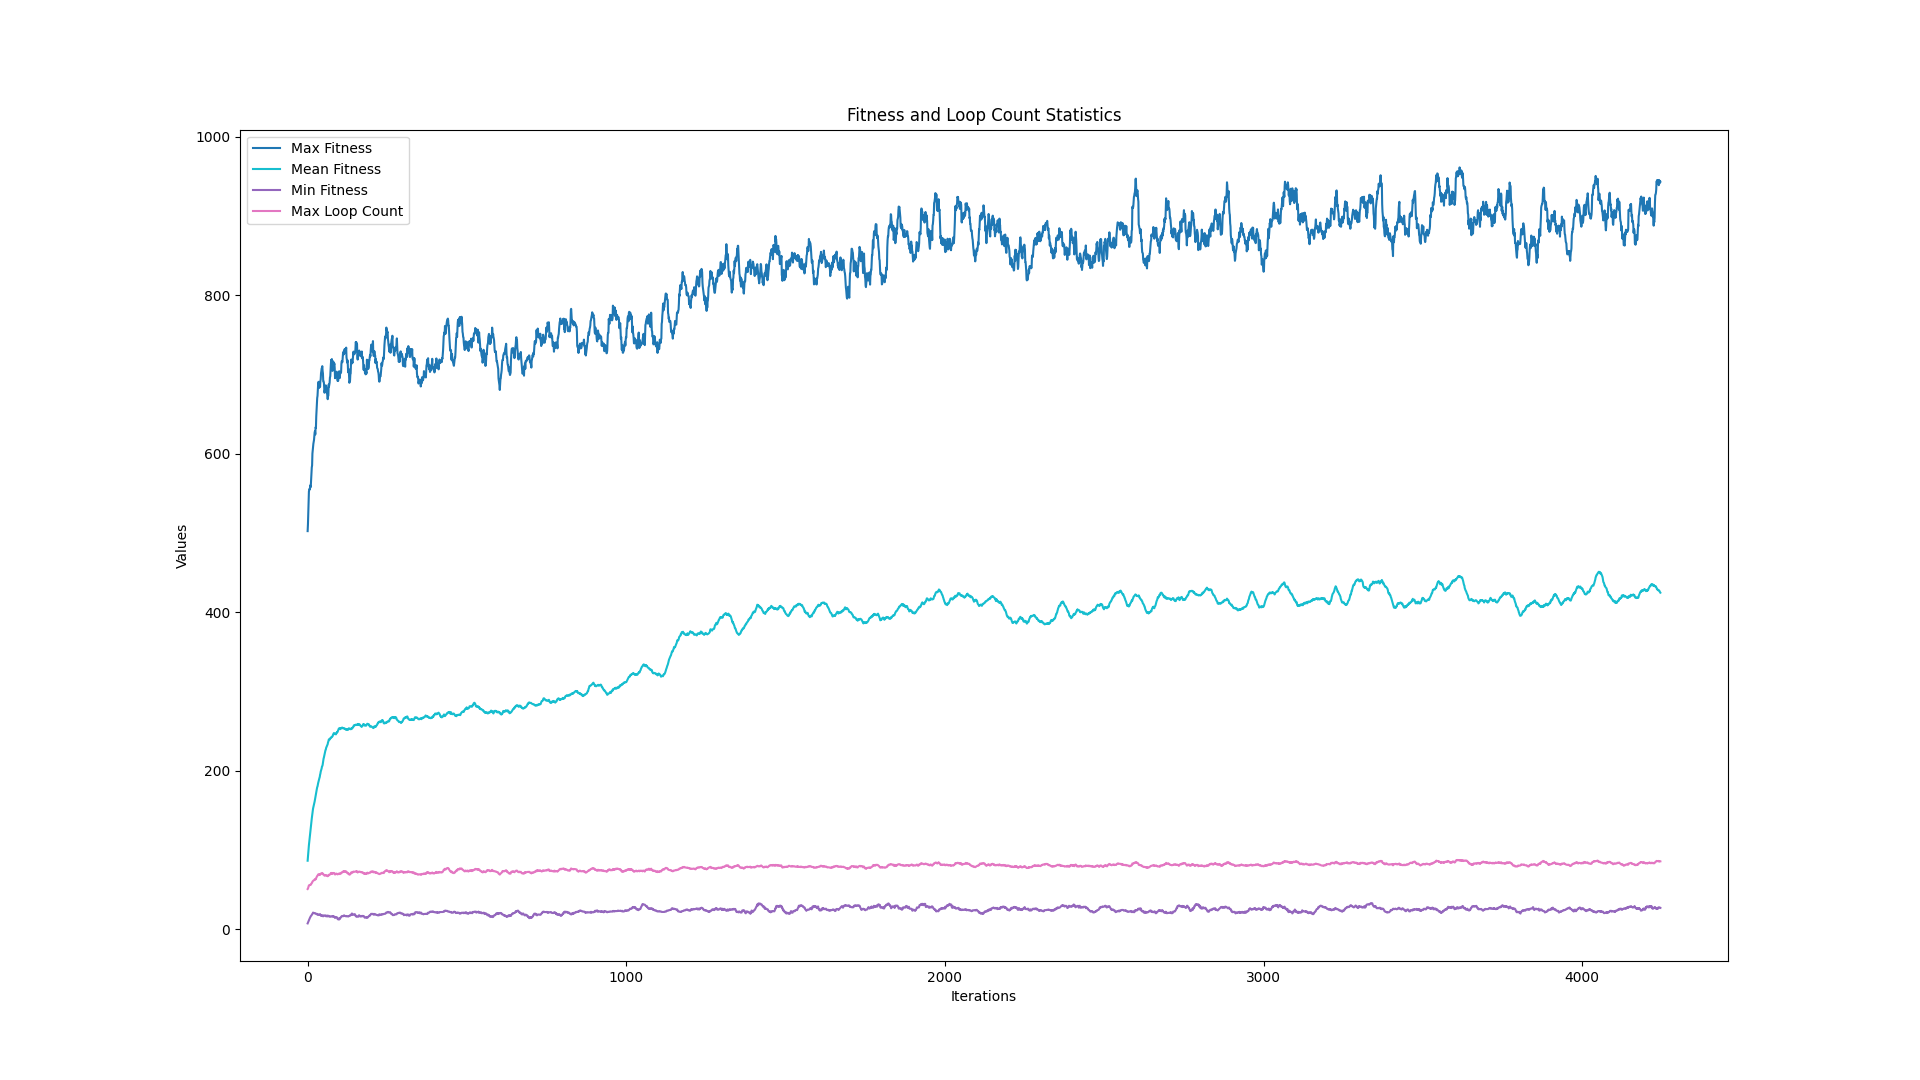 Fitness and Loop Count Statistics
1000
800
600
400
200
0
Values
Max Fitness
Mean Fitness
Min Fitness
Max Loop Count
0 1000 2000 3000 4000
Iterations